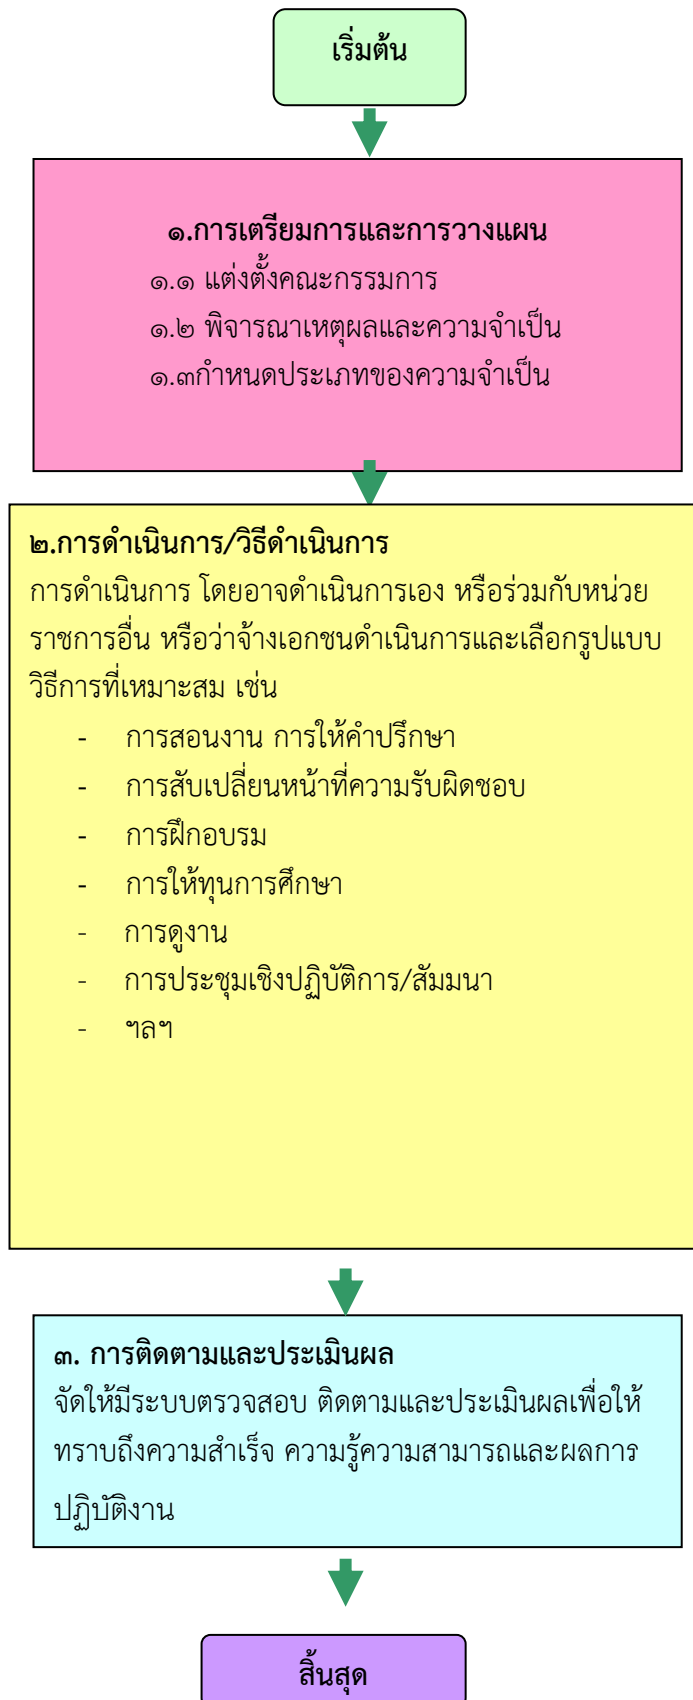 เริ่มต้น
๑.การเตรียมการและการวางแผน
๑.๑ แต่งตั้งคณะกรรมการ
๑.๒ พิจารณาเหตุผลและความจำเป็น
๑.๓กำหนดประเภทของความจำเป็น
๒.การดำเนินการ/วิธีดำเนินการ
การดำเนินการ โดยอาจดำเนินการเอง หรือร่วมกับหน่วย
ราชการอื่น หรือว่าจ้างเอกชนดำเนินการและเลือกรูปแบบ
วิธีการที่เหมาะสม เช่น
- การสอนงาน การให้คำปรึกษา
- การสับเปลี่ยนหน้าที่ความรับผิดชอบ
- การฝึกอบรม
- การให้ทุนการศึกษา
- การดูงาน
- การประชุมเชิงปฏิบัติการ/สัมมนา
- ฯลฯ
๓. การติดตามและประเมินผล
จัดให้มีระบบตรวจสอบ ติดตามและประเมินผลเพื่อให้
ทราบถึงความสำเร็จ ความรู้ความสามารถและผลการ
ปฏิบัติงาน
สิ้นสุด